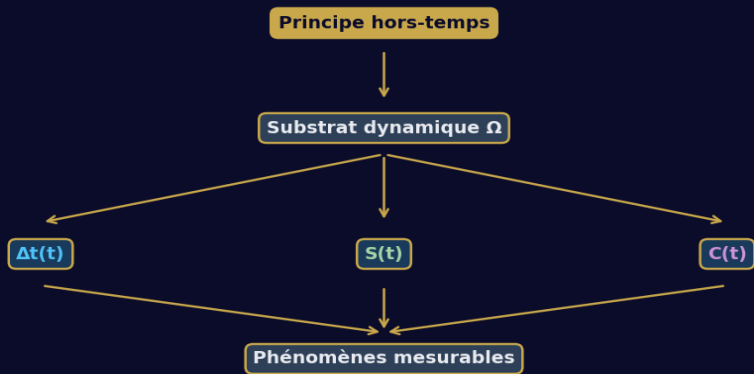 Principe hors-temps
Substrat dynamique Ω
Δt(t)
S(t)
C(t)
Phénomènes mesurables